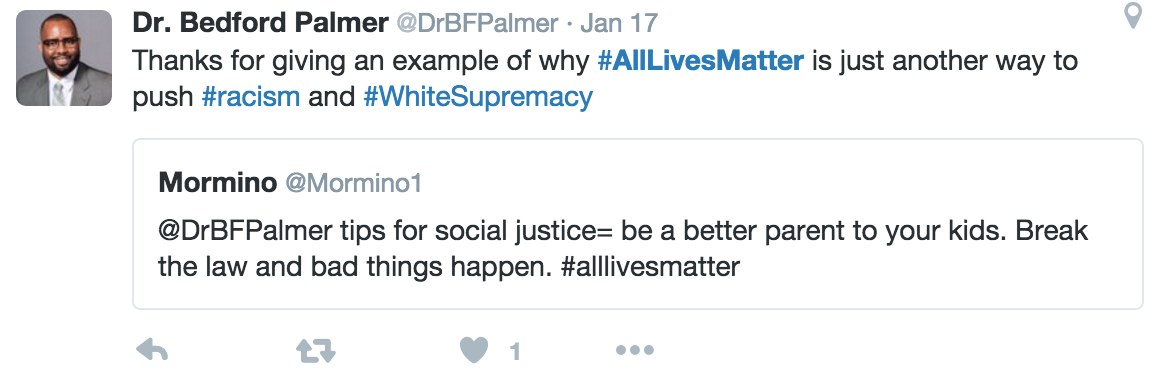 Dr. Bedford Palmer @DrBFPalmer · Jan 17
Thanks for giving an example of why #AllLivesMatter is just another way to
push #racism and #WhiteSupremacy
Mormino @Mormino1
@DrBFPalmer tips for social justice= be a better parent to your kids. Break
the law and bad things happen. #alllivesmatter
1